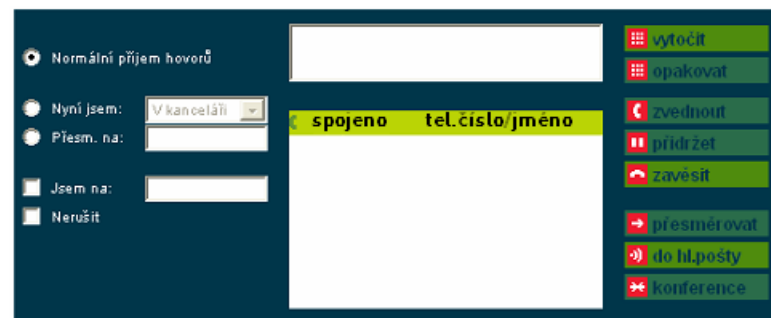 Normální příjem hovorů
Nyní jsem: V kanceláři
Přesm. na:
Jsem na:
Nerušit
spojeno tel.číslo/jméno
vytočit
opakovat
zvednout
přidržet
zavěsit
přesměrovat
do hl.pošty
konference